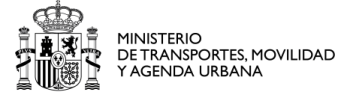 MINISTERIO
DE TRANSPORTES, MOVILIDAD
Y AGENDA URBANA